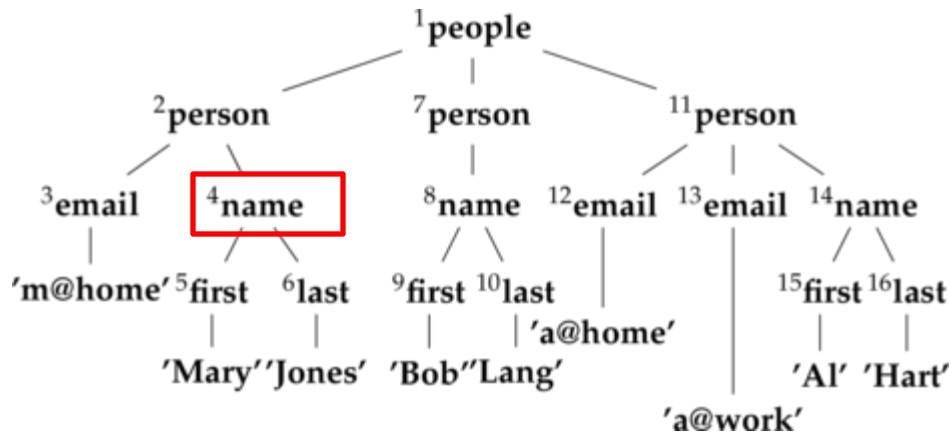 1people
2person 7person 11person
3email 4name 8name 12email 13email 14name
'm@home' 5first 6last 9first 10last 15first 16last
'a@home'
'Mary' 'Jones' 'Bob' 'Lang' 'Al' 'Hart'
'a@work'